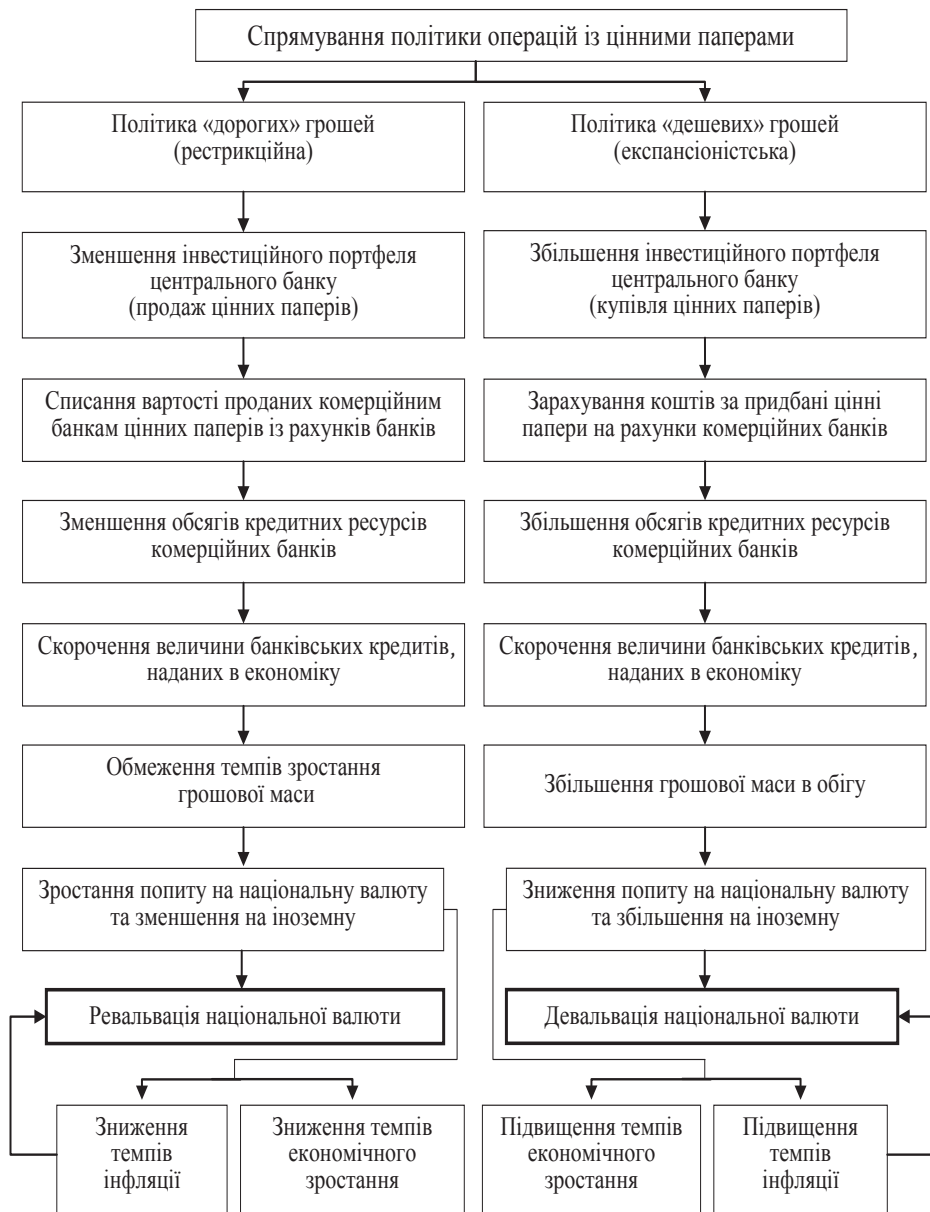 Спрямування політики операцій із цінними паперами
Політика «дорогих» грошей
(рестрикційна)
Політика «дешевих» грошей
(експансіоністська)
Зменшення інвестиційного портфеля
центрального банку
(продаж цінних паперів)
Збільшення інвестиційного портфеля
центрального банку
(купівля цінних паперів)
Списання вартості проданих комерційним
банкам цінних паперів із рахунків банків
Зарахування коштів за придбані цінні
папери на рахунки комерційних банків
Зменшення обсягів кредитних ресурсів
комерційних банків
Збільшення обсягів кредитних ресурсів
комерційних банків
Скорочення величини банківських кредитів,
наданих в економіку
Скорочення величини банківських кредитів,
наданих в економіку
Обмеження темпів зростання
грошової маси
Збільшення грошової маси в обігу
Зростання попиту на національну валюту
та зменшення на іноземну
Зниження попиту на національну валюту
та збільшення на іноземну
Ревальвація національної валюти
Девальвація національної валюти
Зниження
темпів
інфляції
Зниження темпів
економічного
зростання
Підвищення темпів
економічного
зростання
Підвищення
темпів
інфляції